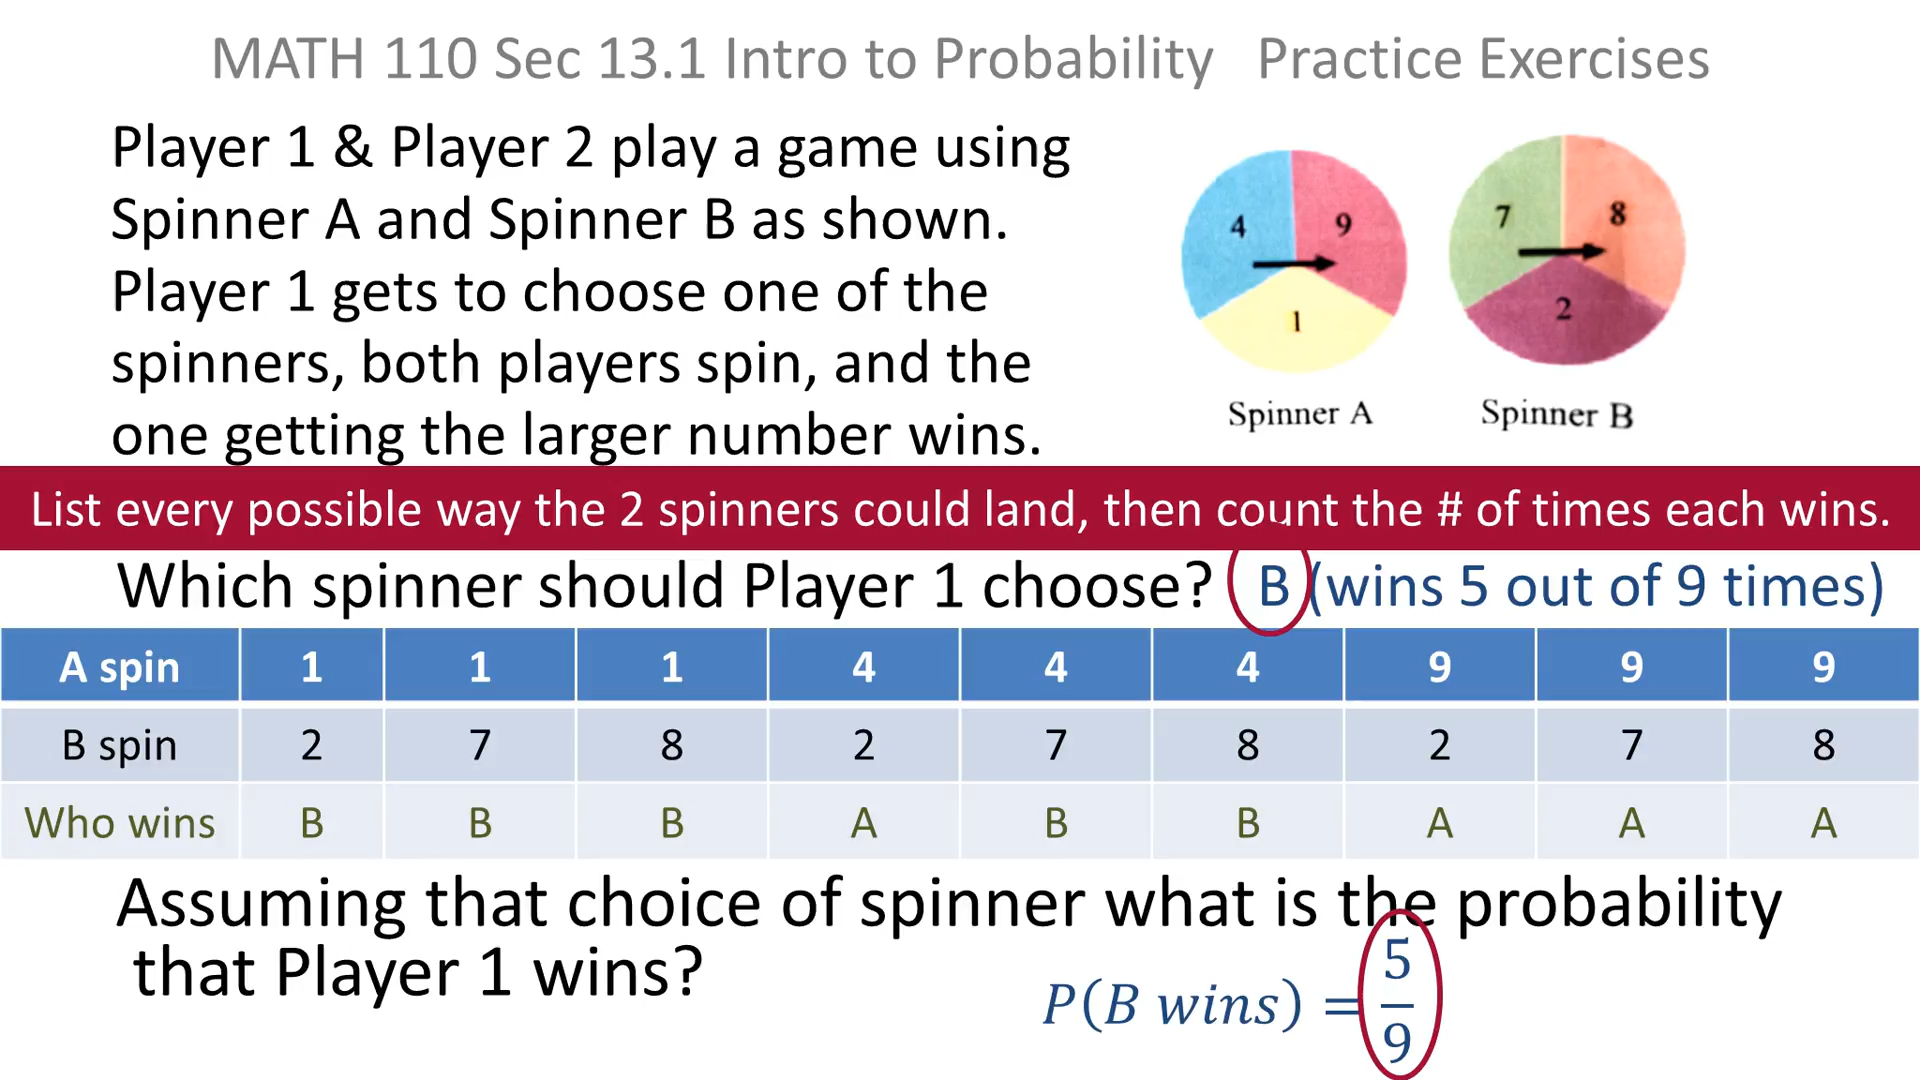 MATH 110 Sec 13.1 Intro to Probability Practice Exercises
Player 1 & Player 2 play a game using
Spinner A and Spinner B as shown.
Player 1 gets to choose one of the
spinners, both players spin, and the
one getting the larger number wins.
4 9
1
Spinner A
7 8
2
Spinner B
List every possible way the 2 spinners could land, then count the # of times each wins.
Which spinner should Player 1 choose? B (wins 5 out of 9 times)
A spin 1 1 1 4 4 4 9 9 9
B spin 2 7 8 2 7 8 2 7 8
Who wins B B B A B B A A A
Assuming that choice of spinner what is the probability
that Player 1 wins?
P(B wins) = 5/9